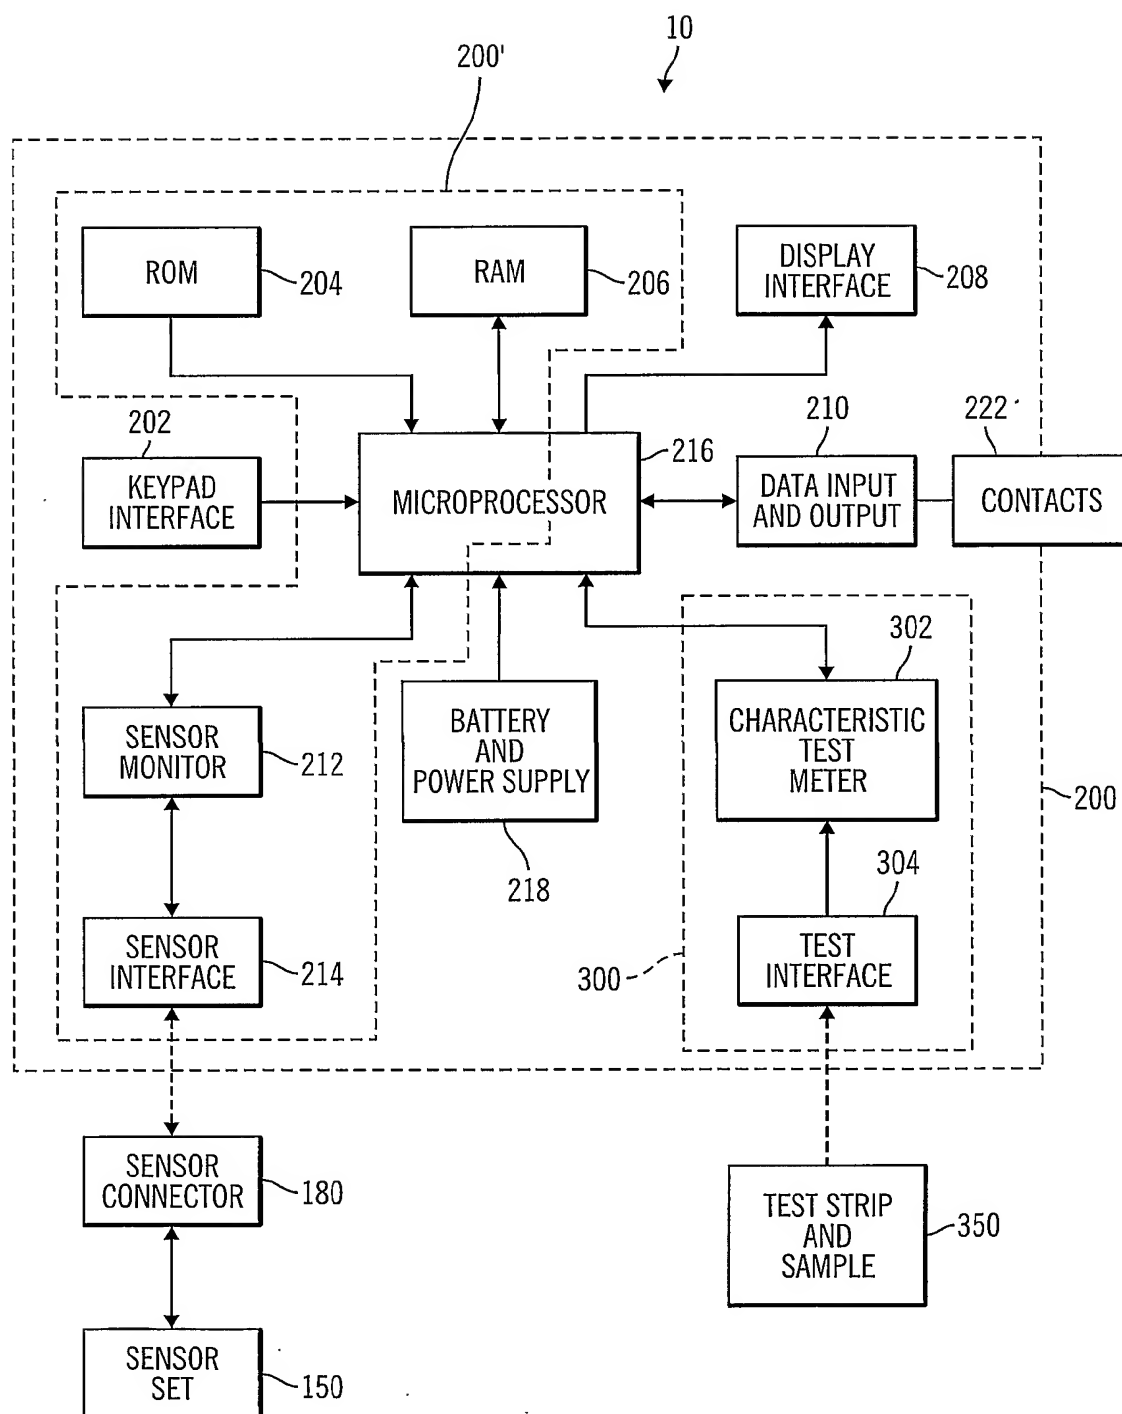 10
200'
ROM
204
RAM
206
DISPLAY
INTERFACE
208
202
KEYPAD
INTERFACE
MICROPROCESSOR
216
210
DATA INPUT
AND OUTPUT
222
CONTACTS
SENSOR
MONITOR
212
BATTERY
AND
POWER SUPPLY
218
302
CHARACTERISTIC
TEST
METER
200
304
TEST
INTERFACE
300
SENSOR
INTERFACE
214
SENSOR
CONNECTOR
180
TEST STRIP
AND
SAMPLE
350
SENSOR
SET
150